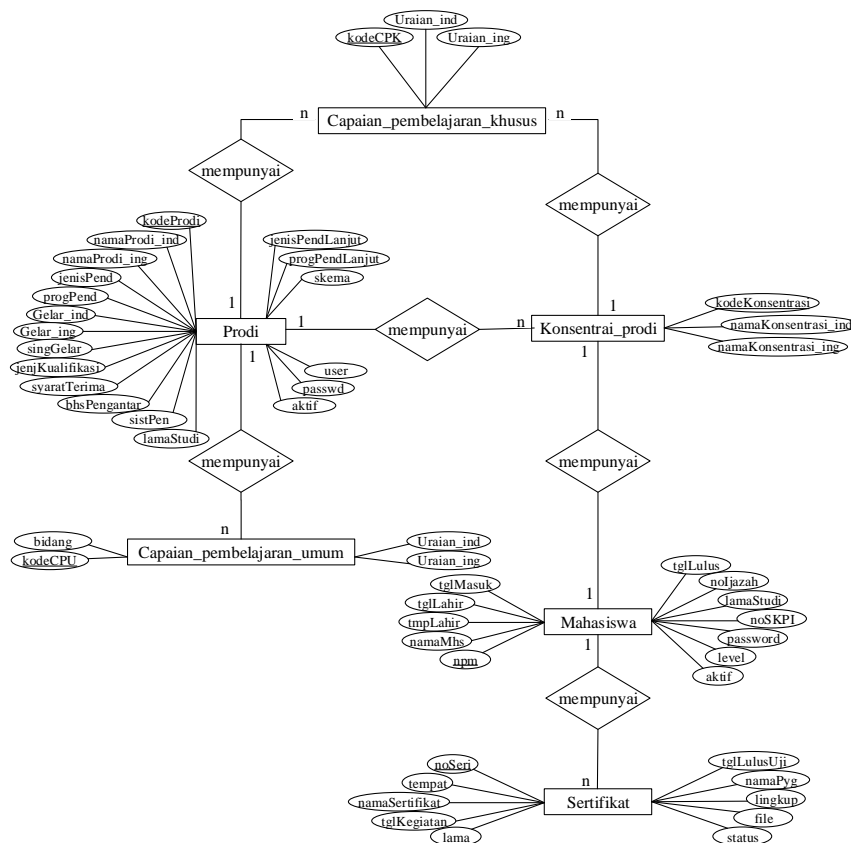 Uraian_ind
kodeCPK
Uraian_ing
n
Capaian_pembelajaran_khusus
n
mempunyai
mempunyai
kodeProdi
namaProdi_ind
namaProdi_ing
jenisPend
progPend
Gelar_ind
Gelar_ing
singGelar
jenjKualifikasi
syaratTerima
bhsPengantar
sistPen
lamaStudi
jenisPendLanjut
progPendLanjut
skema
1
Prodi
1
1
user
passwd
aktif
mempunyai
n
1
Konsentrai_prodi
1
kodeKonsentrasi
namaKonsentrasi_ind
namaKonsentrasi_ing
mempunyai
mempunyai
n
bidang
kodeCPU
Capaian_pembelajaran_umum
Uraian_ind
Uraian_ing
1
tglMasuk
tglLahir
tmpLahir
namaMhs
npm
Mahasiswa
1
tglLulus
noIjazah
lamaStudi
noSKPI
password
level
aktif
mempunyai
n
noSeri
tempat
namaSertifikat
tglKegiatan
lama
Sertifikat
tglLulusUji
namaPyg
lingkup
file
status